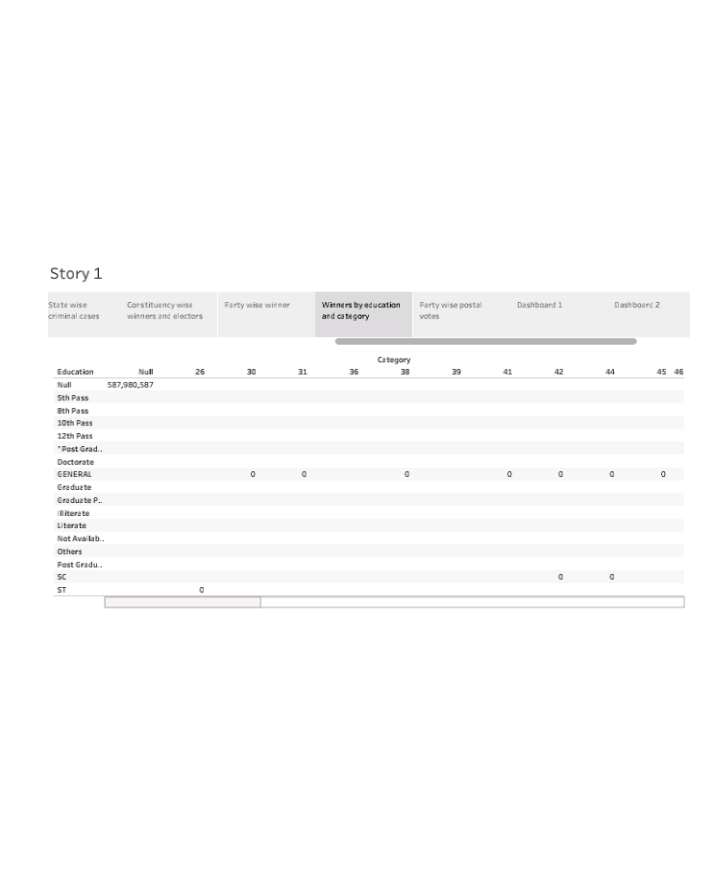 Story 1
State wise criminal cases
Constituency wise winners and electors
Party wise winner
Winners by education and category
Party wise postal votes
Dashboard 1
Dashboard 2
Category
Education Null 26 30 31 36 38 39 41 42 44 45 46
Null 587,980,587
5th Pass
8th Pass
10th Pass
12th Pass
"Post Grad..
Doctorate
GENERAL 0 0 0 0 0 0 0
Graduate
Graduate P..
Illiterate
Literate
Not Availab..
Others
Post Gradu..
SC 0 0
ST 0